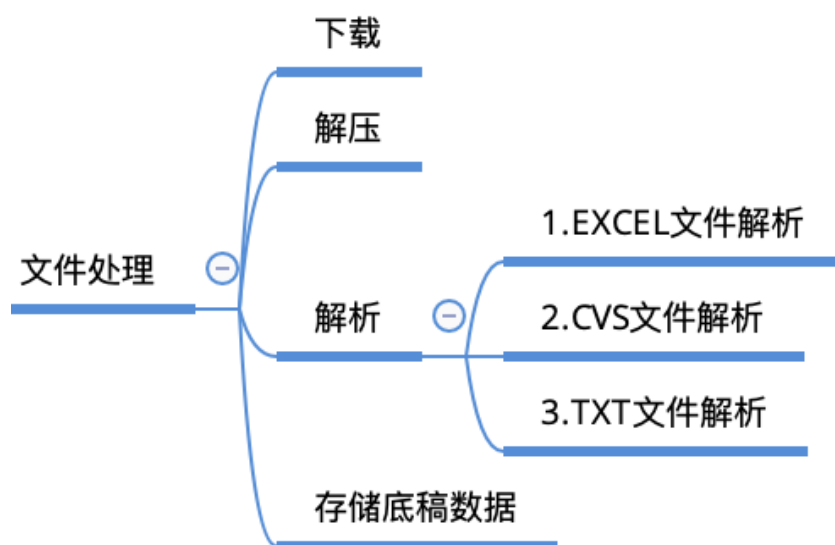 下载
解压
文件处理
解析
1.EXCEL文件解析
2.CVS文件解析
3.TXT文件解析
存储底稿数据